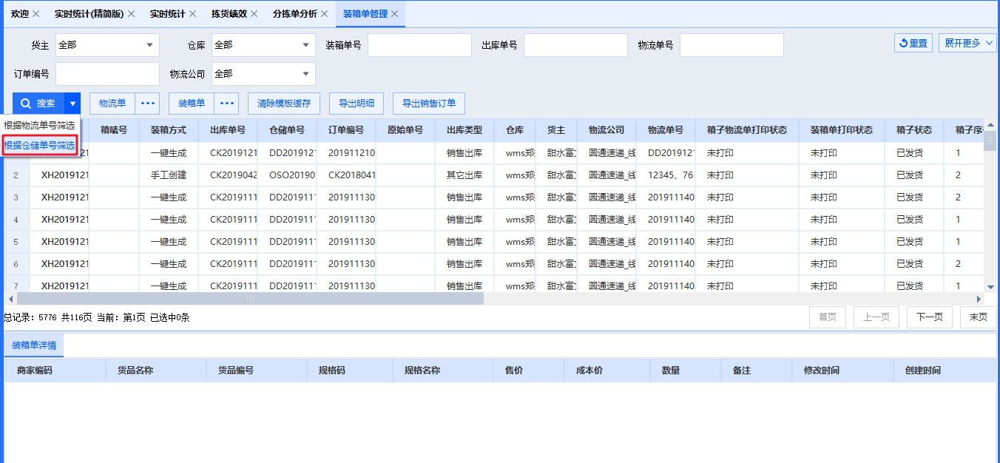 欢迎 实时统计(精简版) 实时统计 拣货绩效 分拣单分析 装箱单管理
货主 全部 仓库 全部 装箱单号 出库单号 物流单号 重置 展开更多
订单编号 物流公司 全部
搜索 物流单 ··· 装箱单 ··· 清除模板缓存 导出明细 导出销售订单
根据物流单号筛选
根据仓储单号筛选
箱唛号 装箱方式 出库单号 仓储单号 订单编号 原始单号 出库类型 仓库 货主 物流公司 物流单号 箱子物流单打印状态 装箱单打印状态 箱子状态 箱子序
21 一键生成 CK2019121 DD201912 201911210 销售出库 wms郑 甜水富 圆通速递_线 DD201912 未打印 未打印 已发货 1
2 XH2019121 手工创建 CK2019042 OSO20190 CK2018041 其它出库 wms郑 甜水富 圆通速递_线 12345、76 未打印 未打印 已发货 2
3 XH2019121 一键生成 CK2019111 DD201911 201911130 销售出库 wms郑 甜水富 圆通速递_线 201911140 未打印 未打印 已发货 2
4 XH2019121 一键生成 CK2019111 DD201911 201911130 销售出库 wms郑 甜水富 圆通速递_线 201911140 未打印 未打印 已发货 1
5 XH2019121 一键生成 CK2019111 DD201911 201911130 销售出库 wms郑 甜水富 圆通速递_线 201911140 未打印 未打印 已发货 1
6 XH2019121 一键生成 CK2019111 DD201911 201911130 销售出库 wms郑 甜水富 圆通速递_线 201911140 未打印 未打印 已发货 2
7 XH2019121 一键生成 CK2019111 DD201911 201911130 销售出库 wms郑 甜水富 圆通速递_线 201911140 未打印 未打印 已发货 1
总记录：5776 共116页 当前：第1页 已选中0条 首页 上一页 下一页 末页
装箱单详情
商家编码 货品名称 货品编号 规格码 规格名称 售价 成本价 数量 备注 修改时间 创建时间